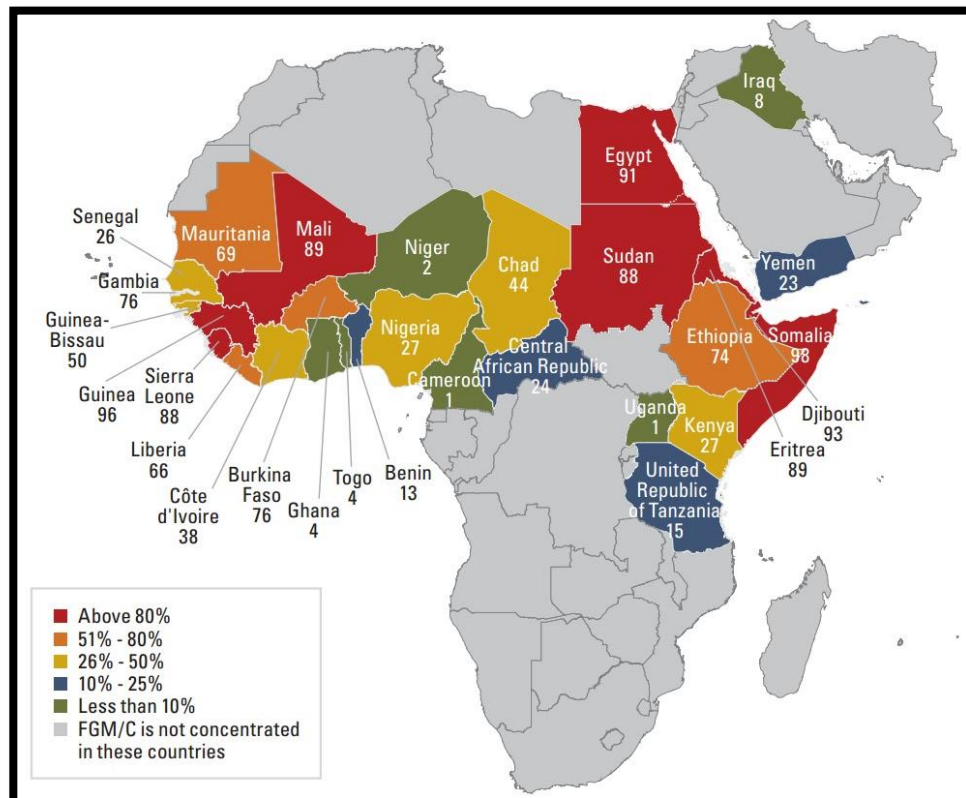 Iraq
8
Egypt
91
Senegal
26
Mauritania
69
Mali
89
Niger
2
Chad
44
Sudan
88
Yemen
23
Gambia
76
Guinea-
Bissau
50
Nigeria
27
Ethiopia
74
Somalia
98
Central
African Republic
24
Cameroon
1
Uganda
1
Kenya
27
Djibouti
93
Eritrea
89
Guinea
96
Sierra
Leone
88
Liberia
66
Côte
d'Ivoire
38
Burkina
Faso
76
Ghana
4
Togo
4
Benin
13
United
Republic
of Tanzania
15
Above 80%
51% - 80%
26% - 50%
10% - 25%
Less than 10%
FGM/C is not concentrated
in these countries